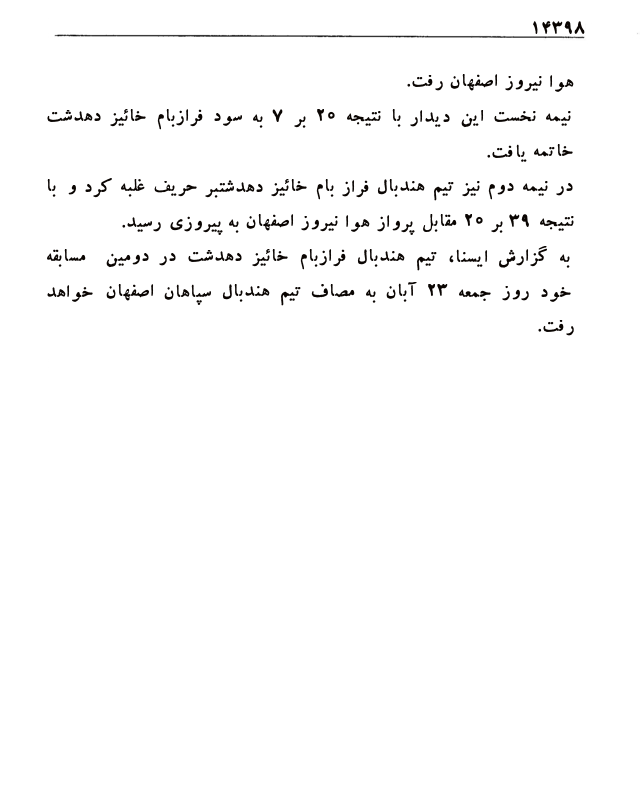 ۱۴۳۹۸
هوا نیروز اصفهان رفت.
نیمه نخست این دیدار با نتیجه ۲۰ بر ۷ به سود فرازبام خائیز دهدشت
خاتمه یافت.
در نیمه دوم نیز تیم هندبال فراز بام خائیز دهدشتبر حریف غلبه کرد و با
نتیجه ۳۹ بر ۲۰ مقابل پرواز هوا نیروز اصفهان به پیروزی رسید.
به گزارش ایسنا، تیم هندبال فرازبام خائیز دهدشت در دومین مسابقه
خود روز جمعه ۲۳ آبان به مصاف تیم هندبال سپاهان اصفهان خواهد
رفت.